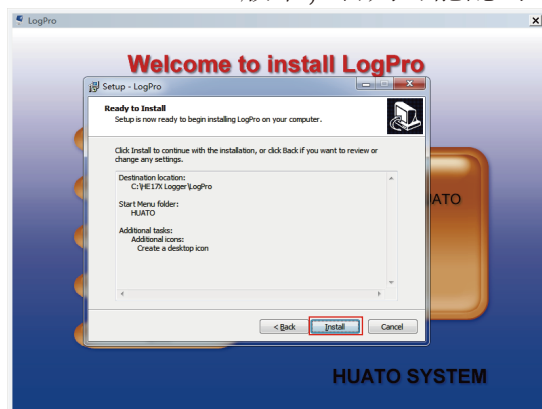 LogPro
Welcome to install LogPro
Setup - LogPro
Ready to Install
Setup is now ready to begin installing LogPro on your computer.
Click Install to continue with the installation, or click Back if you want to review or
change any settings.
Destination location:
C:\HE17X Logger\LogPro
Start Menu folder:
HUATO
Additional tasks:
Additional icons:
Create a desktop icon
ATO
< Back
Install
Cancel
HUATO SYSTEM